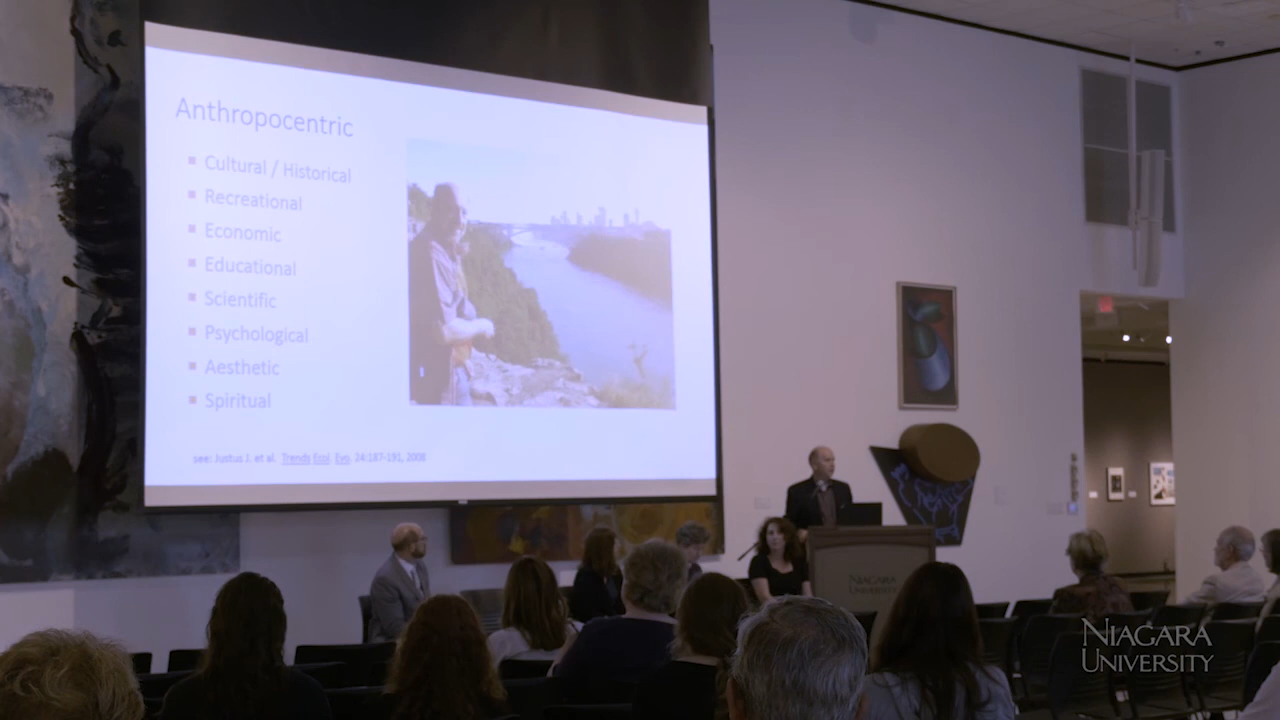 Anthropocentric
Cultural / Historical
Recreational
Economic
Educational
Scientific
Psychological
Aesthetic
Spiritual
see: Justus J. et al. Trends Ecol. Evo. 24:187-191, 2008
NIAGARA
UNIVERSITY
NIAGARA
UNIVERSITY